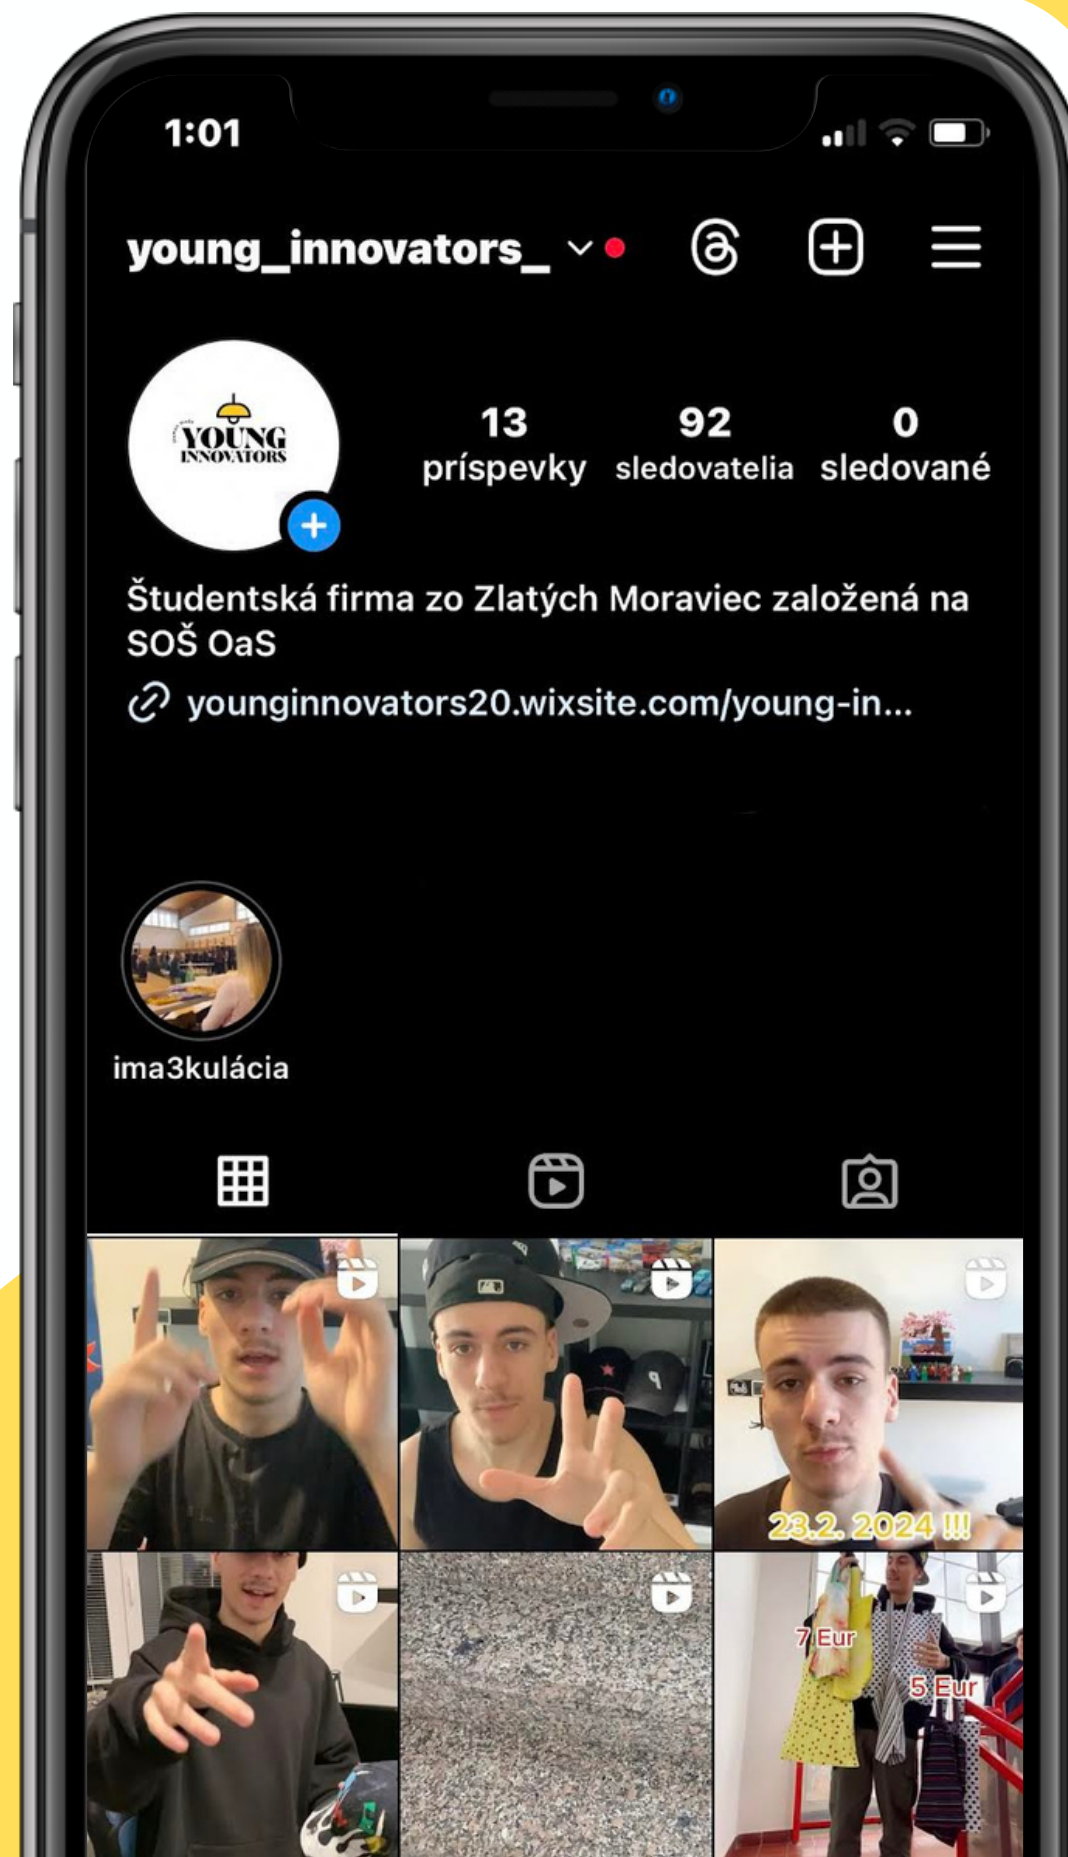 1:01
young_innovators_
YOUNG
INNOVATORS
13
príspevky
92
sledovatelia
0
sledované
Študentská firma zo Zlatých Moraviec založená na
SOŠ OaS
younginnovators20.wixsite.com/young-in...
ima3kulácia
P
23.2. 2024 !!!
7 Eur
5 Eur